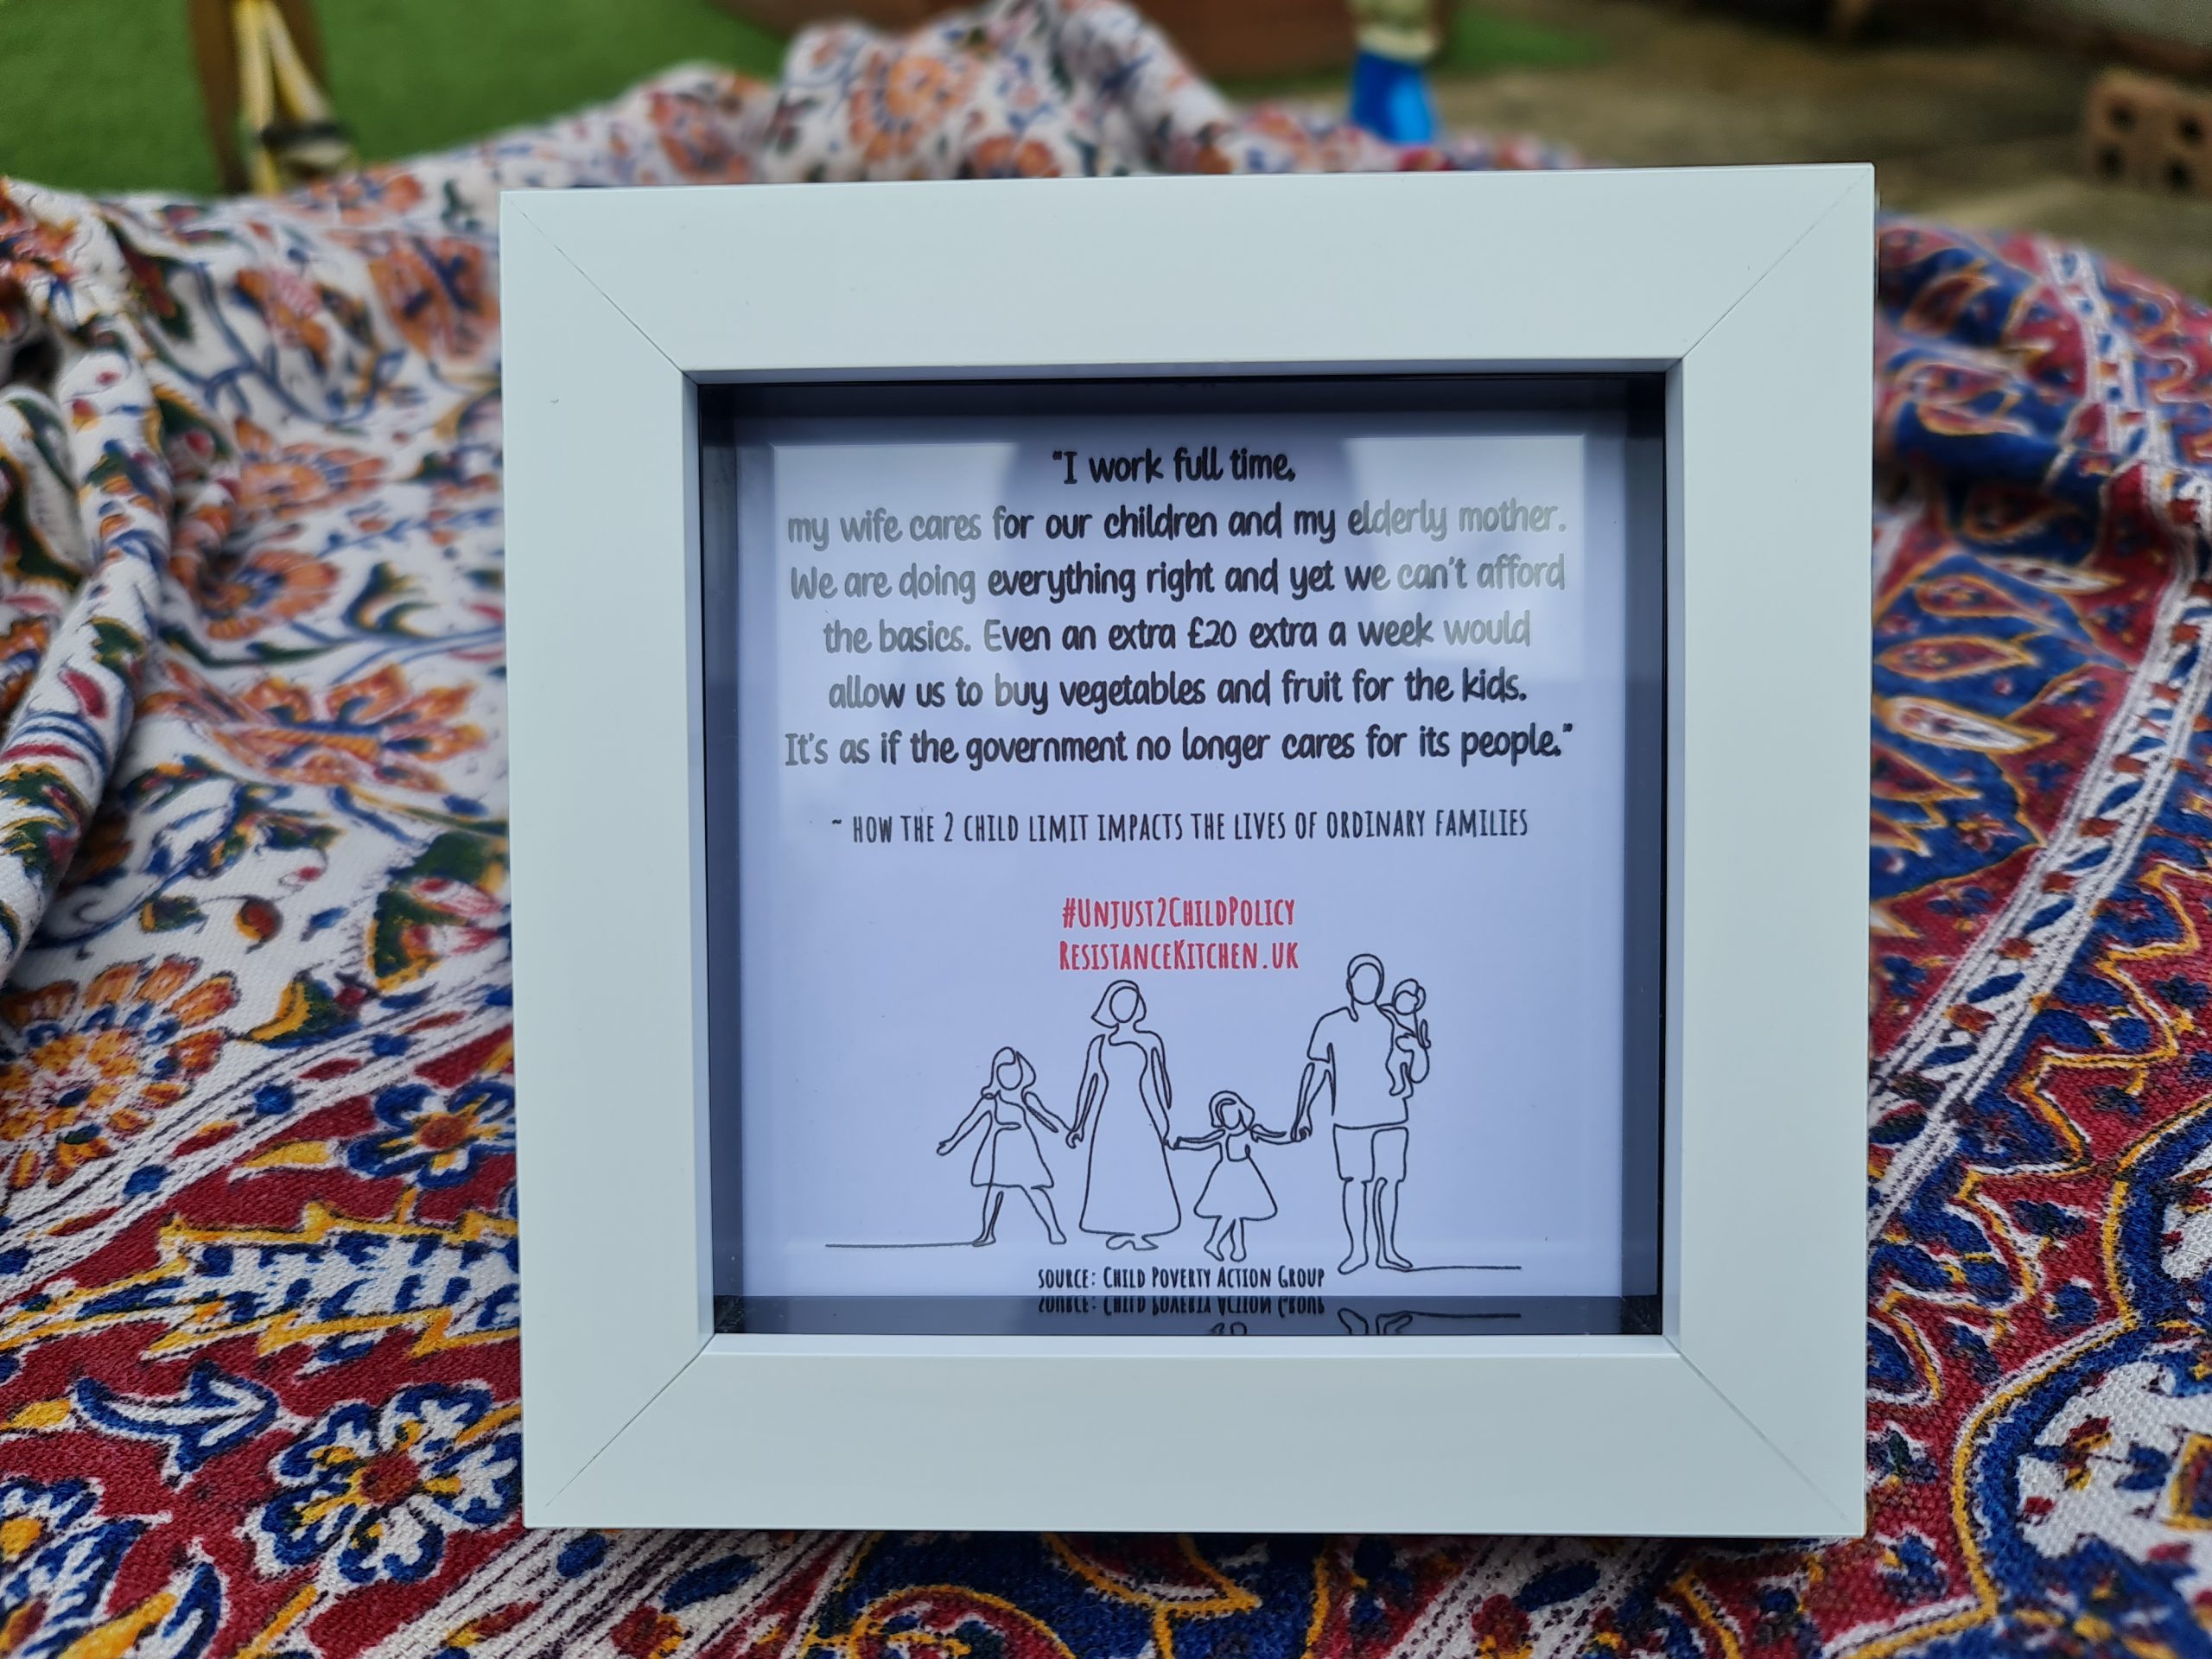 "I work full time,
my wife cares for our children and my elderly mother.
We are doing everything right and yet we can't afford
the basics. Even an extra £20 extra a week would
allow us to buy vegetables and fruit for the kids.
It's as if the government no longer cares for its people."
~ HOW THE 2 CHILD LIMIT IMPACTS THE LIVES OF ORDINARY FAMILIES
#UNJUST2CHILDPOLICY
RESISTANCEKITCHEN.UK
SOURCE: CHILD POVERTY ACTION GROUP